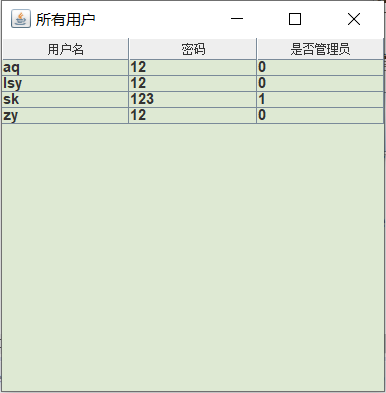 所有用户
用户名 密码 是否管理员
aq 12 0
lsy 12 0
sk 123 1
zy 12 0